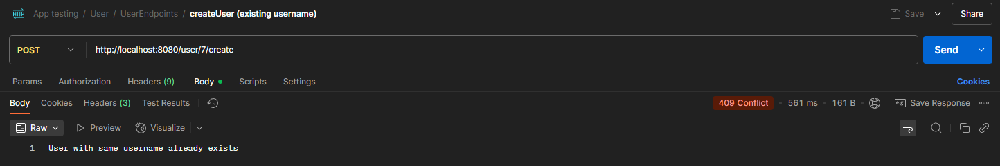 HTTP App testing / User / UserEndpoints / createUser (existing username) Save Share
POST http://localhost:8080/user/7/create Send
Params Authorization Headers (9) Body Scripts Settings Cookies
Body Cookies Headers (3) Test Results 409 Conflict • 561 ms • 161 B • e.g. Save Response
Raw Preview Visualize
1 User with same username already exists